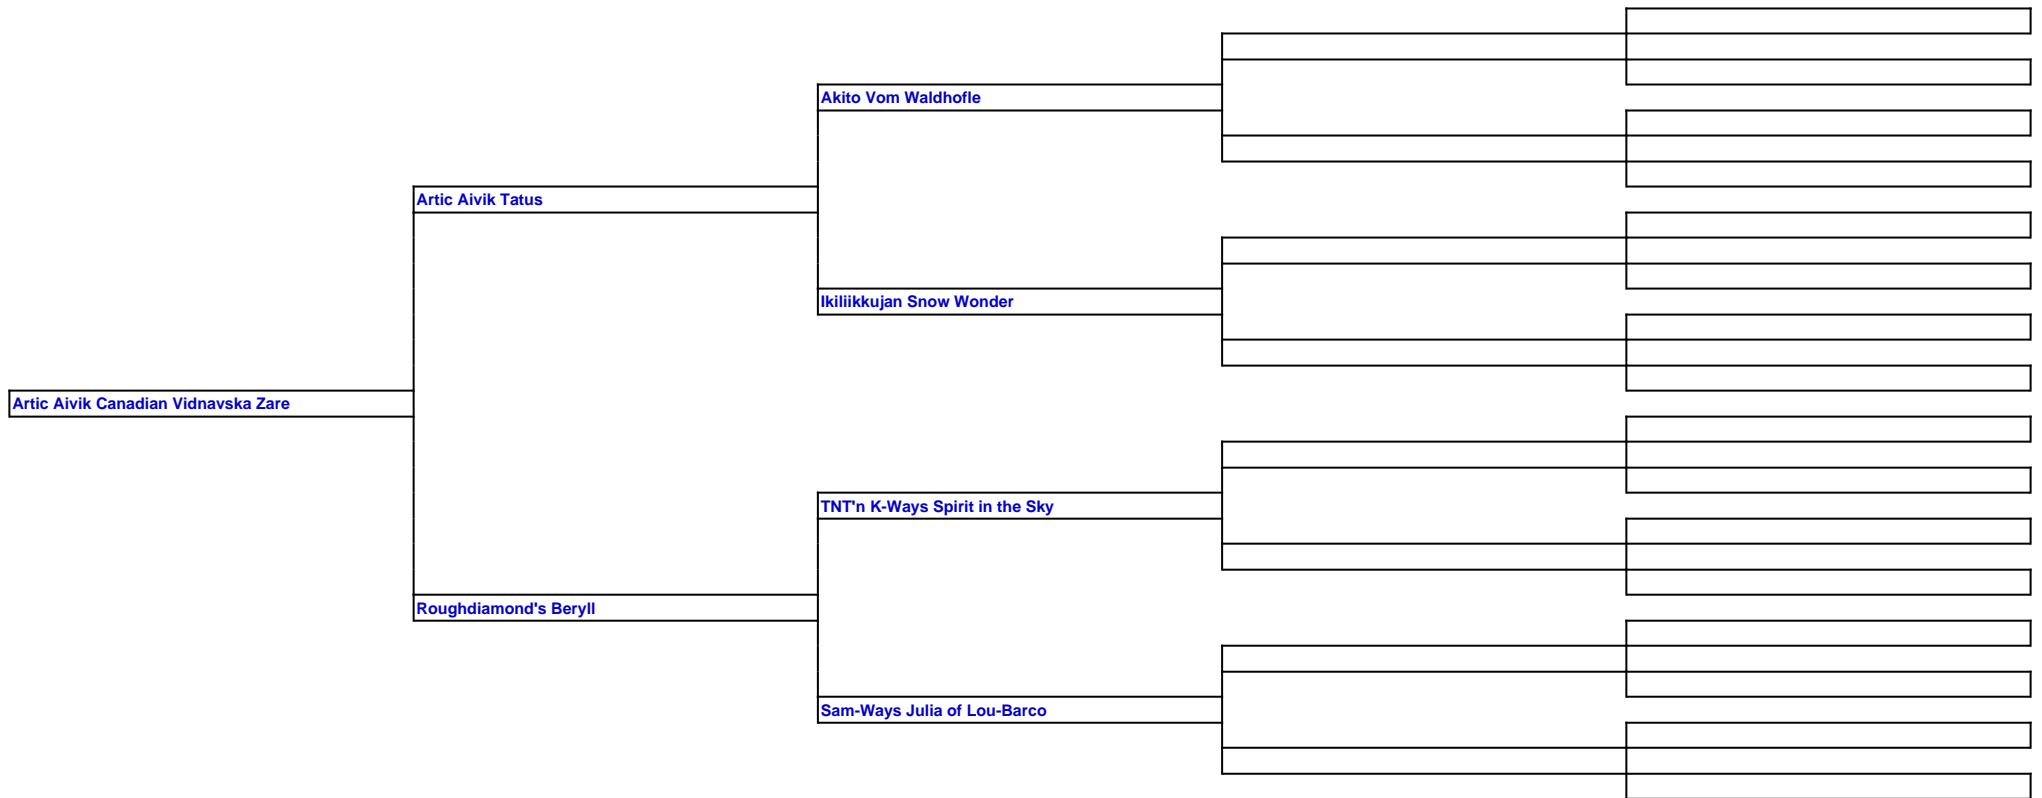 Akito Vom Waldhofle
Artic Aivik Tatus
Ikiliikkujan Snow Wonder
Artic Aivik Canadian Vidnavska Zare
TNT'n K-Ways Spirit in the Sky
Roughdiamond's Beryll
Sam-Ways Julia of Lou-Barco